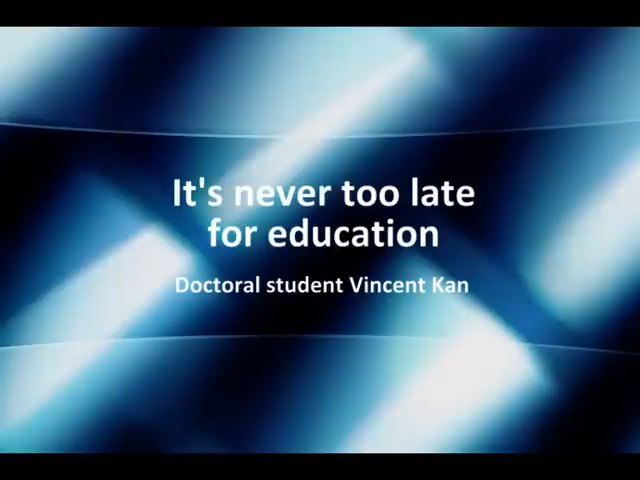 It's never too late
for education
Doctoral student Vincent Kan